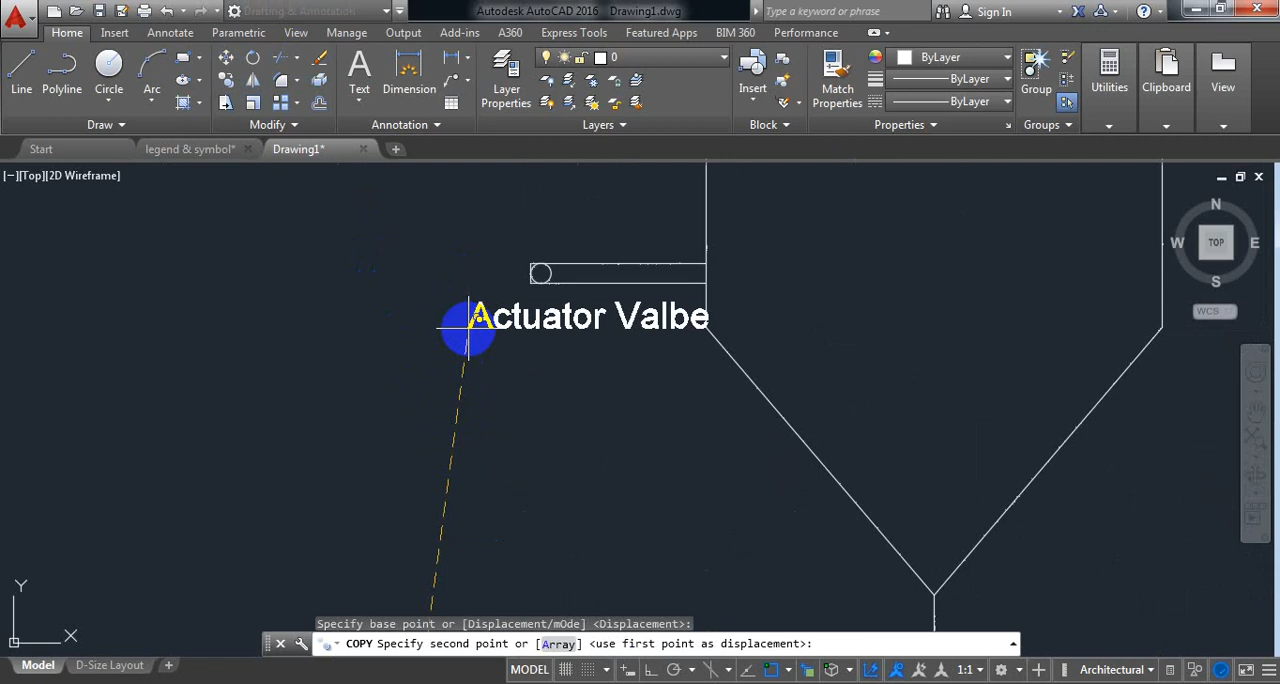 Drafting & Annotation
Autodesk AutoCAD 2016 Drawing1.dwg
Type a keyword or phrase
Sign In
Home Insert Annotate Parametric View Manage Output Add-ins A360 Express Tools Featured Apps BIM 360 Performance
Line Polyline Circle Arc Text Dimension Layer Properties 0 Insert Match Properties ByLayer ByLayer ByLayer Group Utilities Clipboard View
Draw Modify Annotation Layers Block Properties Groups
Start legend & symbol* Drawing1*
[−][Top][2D Wireframe]
N
W TOP E
S
WCS
Actuator Valbe
Y
X
Specify base point or [Displacement/mOde] <Displacement>:
COPY Specify second point or [Array] <use first point as displacement>:
Model D-Size Layout MODEL 1:1 Architectural